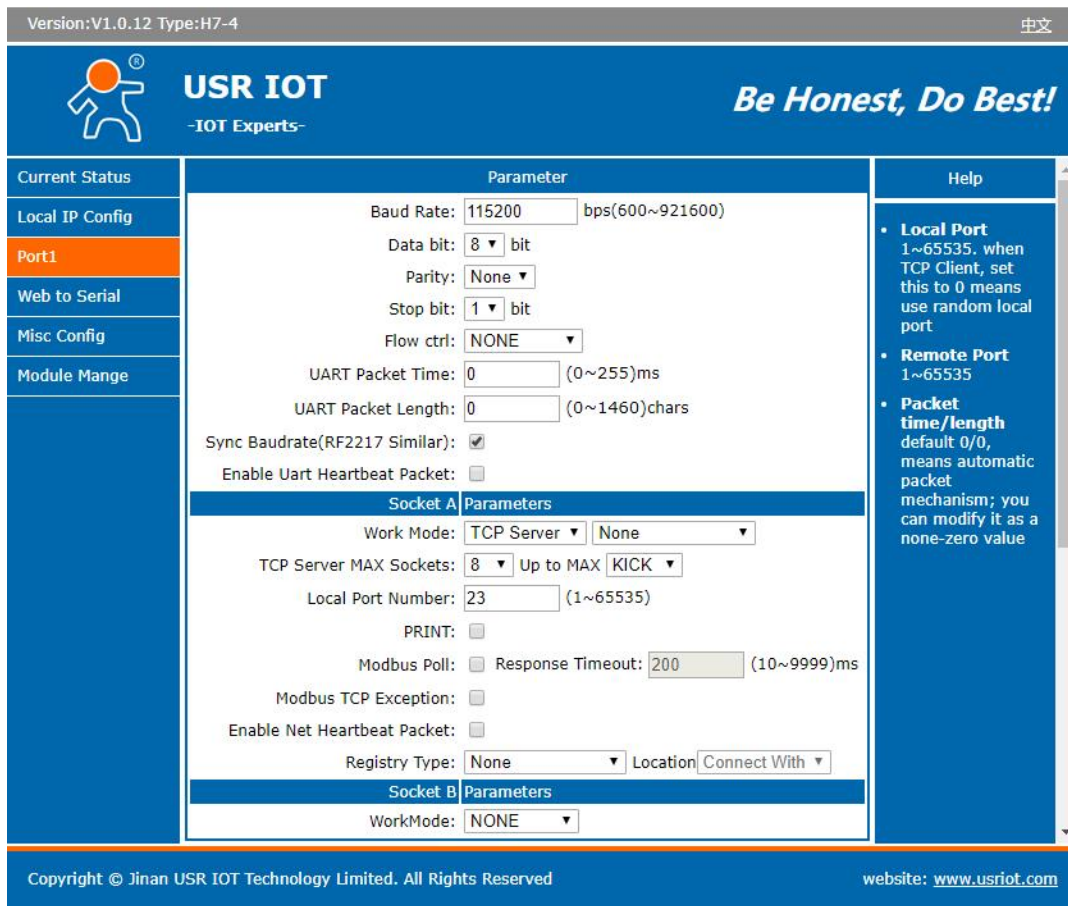 Version:V1.0.12 Type:H7-4 中文
®
USR IOT
-IOT Experts-
Be Honest, Do Best!
Current Status
Local IP Config
Port1
Web to Serial
Misc Config
Module Mange
Parameter
Baud Rate: 115200 bps(600~921600)
Data bit: 8 bit
Parity: None
Stop bit: 1 bit
Flow ctrl: NONE
UART Packet Time: 0 (0~255)ms
UART Packet Length: 0 (0~1460)chars
Sync Baudrate(RF2217 Similar):
Enable Uart Heartbeat Packet:
Socket A Parameters
Work Mode: TCP Server None
TCP Server MAX Sockets: 8 Up to MAX KICK
Local Port Number: 23 (1~65535)
PRINT:
Modbus Poll: Response Timeout: 200 (10~9999)ms
Modbus TCP Exception:
Enable Net Heartbeat Packet:
Registry Type: None Location Connect With
Socket B Parameters
WorkMode: NONE
Help
• Local Port
1~65535. when
TCP Client, set
this to 0 means
use random local
port
• Remote Port
1~65535
• Packet
time/length
default 0/0,
means automatic
packet
mechanism; you
can modify it as a
none-zero value
Copyright © Jinan USR IOT Technology Limited. All Rights Reserved website: www.usriot.com